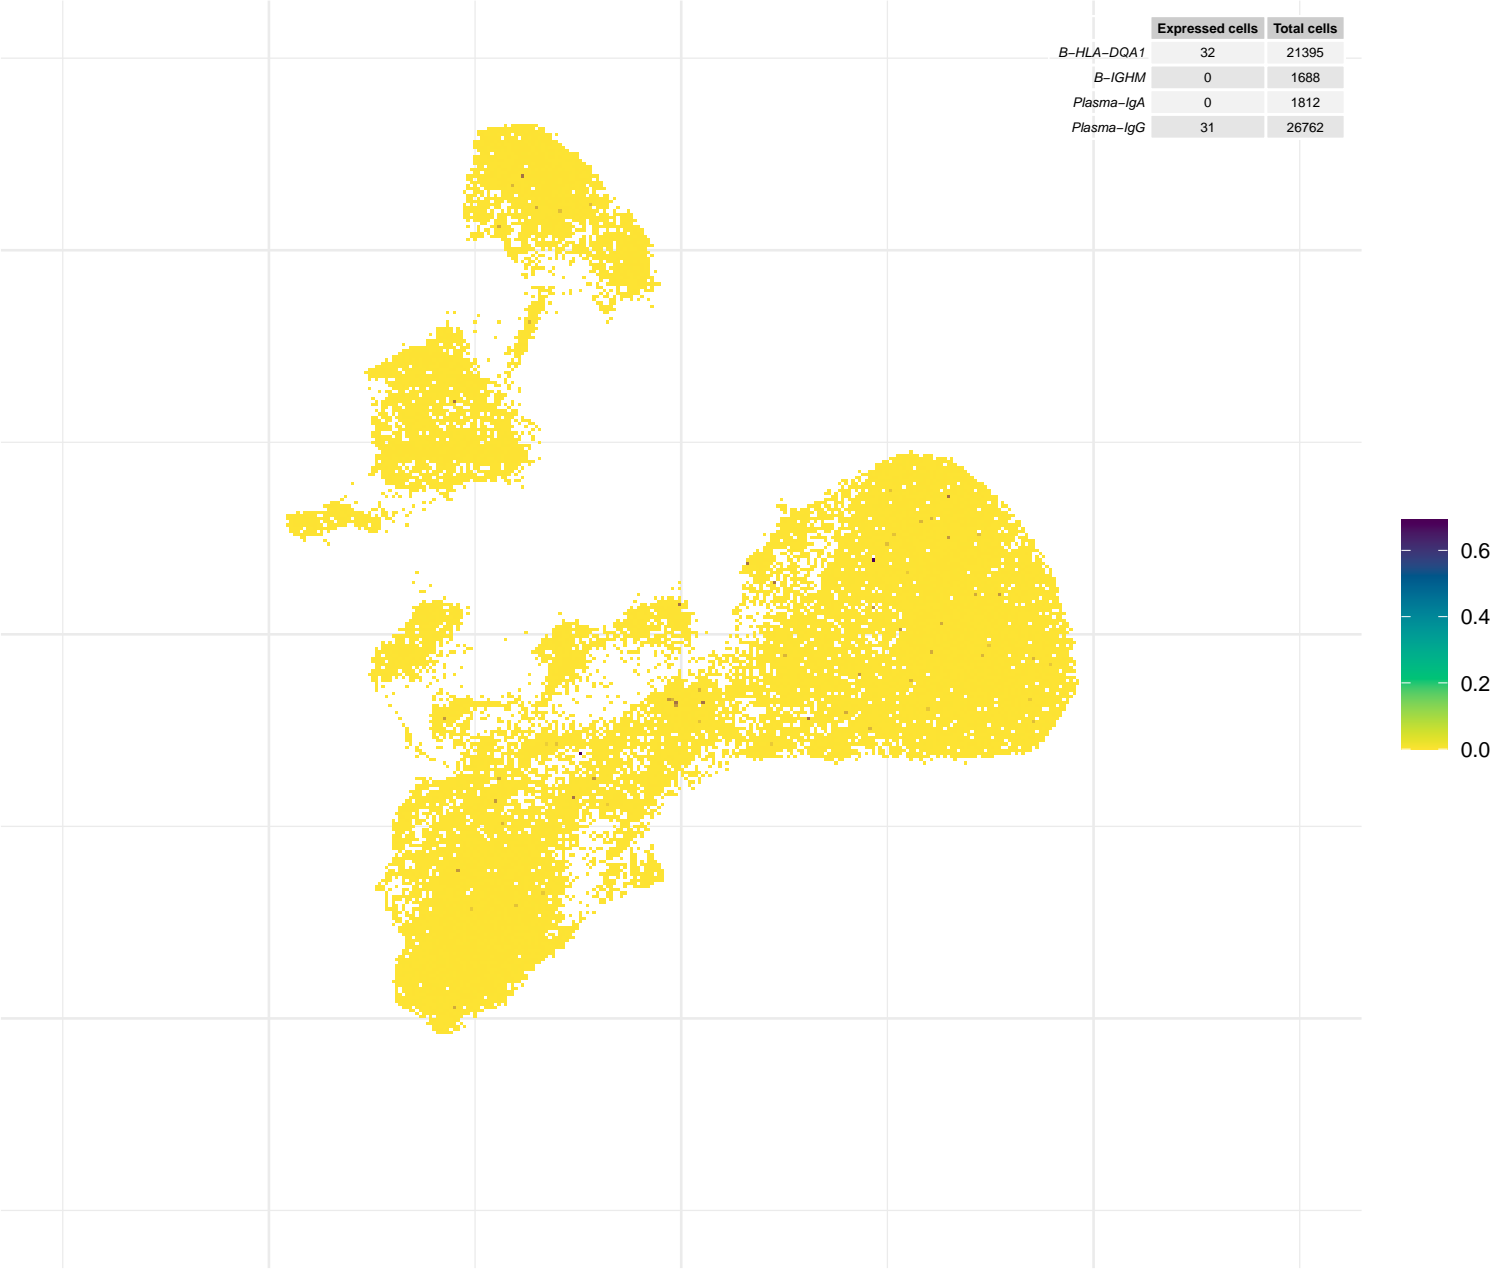 Expressed cells Total cells
B−HLA−DQA1 32 21395
B−IGHM 0 1688
Plasma−IgA 0 1812
Plasma−IgG 31 26762
0.6
0.4
0.2
0.0